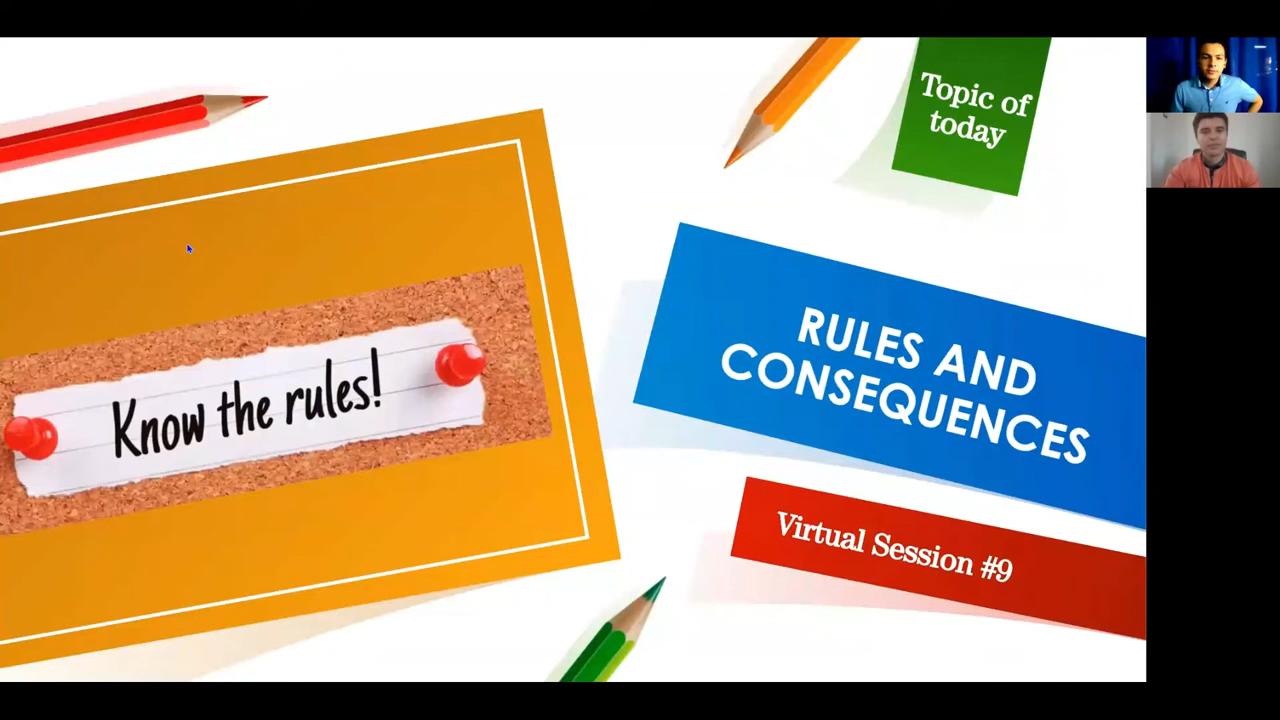 Topic of
today
Know the rules!
RULES AND
CONSEQUENCES
Virtual Session #9